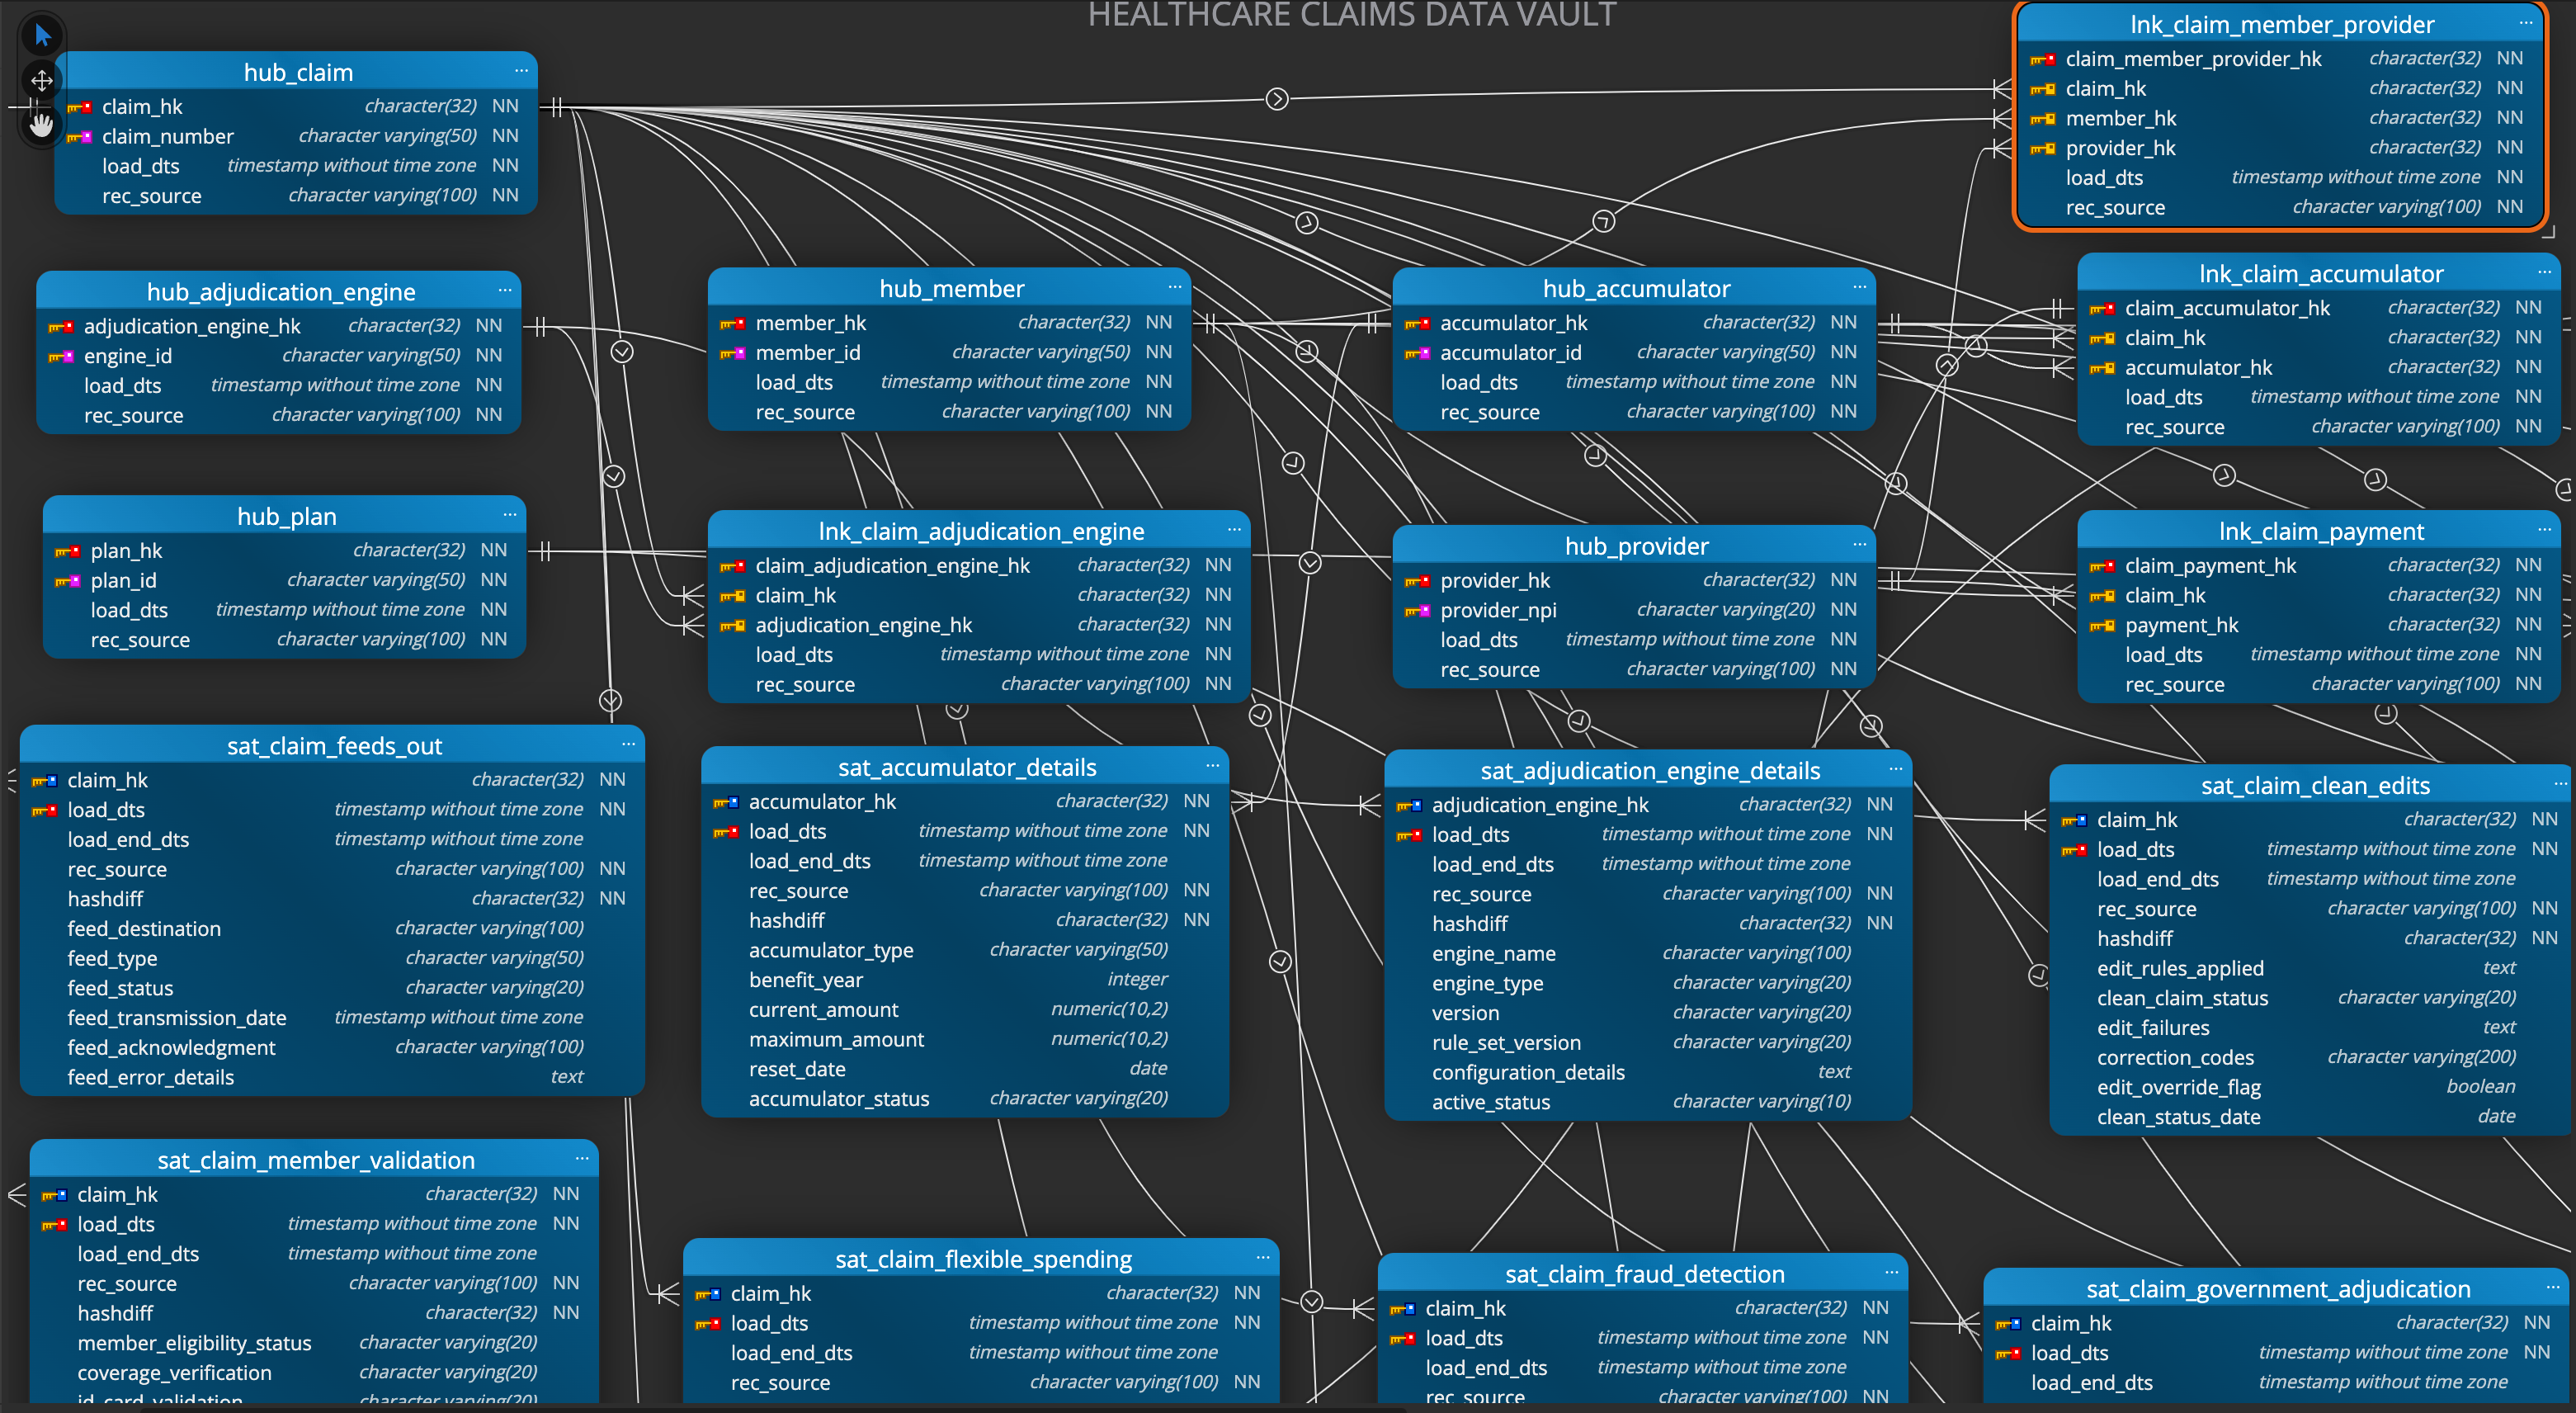 HEALTHCARE CLAIMS DATA VAULT
hub_claim ...
claim_hk character(32) NN
claim_number character varying(50) NN
load_dts timestamp without time zone NN
rec_source character varying(100) NN
lnk_claim_member_provider ...
claim_member_provider_hk character(32) NN
claim_hk character(32) NN
member_hk character(32) NN
provider_hk character(32) NN
load_dts timestamp without time zone NN
rec_source character varying(100) NN
hub_adjudication_engine ...
adjudication_engine_hk character(32) NN
engine_id character varying(50) NN
load_dts timestamp without time zone NN
rec_source character varying(100) NN
hub_member ...
member_hk character(32) NN
member_id character varying(50) NN
load_dts timestamp without time zone NN
rec_source character varying(100) NN
hub_accumulator ...
accumulator_hk character(32) NN
accumulator_id character varying(50) NN
load_dts timestamp without time zone NN
rec_source character varying(100) NN
lnk_claim_accumulator ...
claim_accumulator_hk character(32) NN
claim_hk character(32) NN
accumulator_hk character(32) NN
load_dts timestamp without time zone NN
rec_source character varying(100) NN
hub_plan ...
plan_hk character(32) NN
plan_id character varying(50) NN
load_dts timestamp without time zone NN
rec_source character varying(100) NN
lnk_claim_adjudication_engine ...
claim_adjudication_engine_hk character(32) NN
claim_hk character(32) NN
adjudication_engine_hk character(32) NN
load_dts timestamp without time zone NN
rec_source character varying(100) NN
hub_provider ...
provider_hk character(32) NN
provider_npi character varying(20) NN
load_dts timestamp without time zone NN
rec_source character varying(100) NN
lnk_claim_payment ...
claim_payment_hk character(32) NN
claim_hk character(32) NN
payment_hk character(32) NN
load_dts timestamp without time zone NN
rec_source character varying(100) NN
sat_claim_feeds_out ...
claim_hk character(32) NN
load_dts timestamp without time zone NN
load_end_dts timestamp without time zone
rec_source character varying(100) NN
hashdiff character(32) NN
feed_destination character varying(100)
feed_type character varying(50)
feed_status character varying(20)
feed_transmission_date timestamp without time zone
feed_acknowledgment character varying(100)
feed_error_details text
sat_accumulator_details ...
accumulator_hk character(32) NN
load_dts timestamp without time zone NN
load_end_dts timestamp without time zone
rec_source character varying(100) NN
hashdiff character(32) NN
accumulator_type character varying(50)
benefit_year integer
current_amount numeric(10,2)
maximum_amount numeric(10,2)
reset_date date
accumulator_status character varying(20)
sat_adjudication_engine_details ...
adjudication_engine_hk character(32) NN
load_dts timestamp without time zone NN
load_end_dts timestamp without time zone
rec_source character varying(100) NN
hashdiff character(32) NN
engine_name character varying(100)
engine_type character varying(20)
version character varying(20)
rule_set_version character varying(20)
configuration_details text
active_status character varying(10)
sat_claim_clean_edits ...
claim_hk character(32) NN
load_dts timestamp without time zone NN
load_end_dts timestamp without time zone
rec_source character varying(100) NN
hashdiff character(32) NN
edit_rules_applied text
clean_claim_status character varying(20)
edit_failures text
correction_codes character varying(200)
edit_override_flag boolean
clean_status_date date
sat_claim_member_validation ...
claim_hk character(32) NN
load_dts timestamp without time zone NN
load_end_dts timestamp without time zone
rec_source character varying(100) NN
hashdiff character(32) NN
member_eligibility_status character varying(20)
coverage_verification character varying(20)
id_card_validation character varying(20)
sat_claim_flexible_spending ...
claim_hk character(32) NN
load_dts timestamp without time zone NN
load_end_dts timestamp without time zone
rec_source character varying(100) NN
sat_claim_fraud_detection ...
claim_hk character(32) NN
load_dts timestamp without time zone NN
load_end_dts timestamp without time zone
rec_source character varying(100) NN
sat_claim_government_adjudication ...
claim_hk character(32) NN
load_dts timestamp without time zone NN
load_end_dts timestamp without time zone